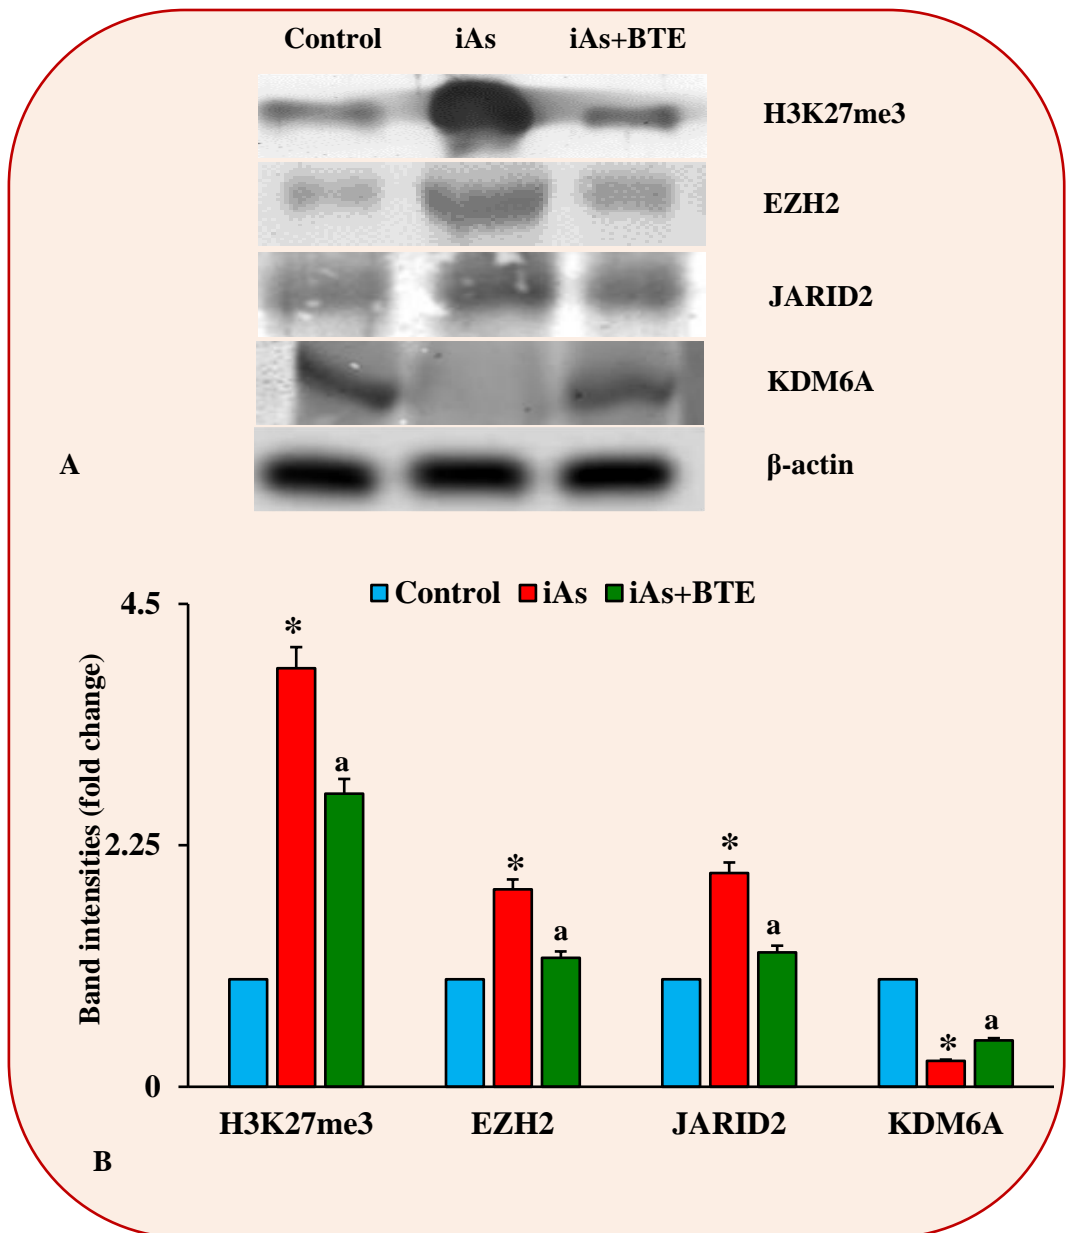 Control iAs iAs+BTE
H3K27me3
EZH2
JARID2
KDM6A
A
β-actin
Control iAs iAs+BTE
4.5
2.25
0
Band intensities (fold change)
*
a
*
a
*
a
*
a
H3K27me3 EZH2 JARID2 KDM6A
B